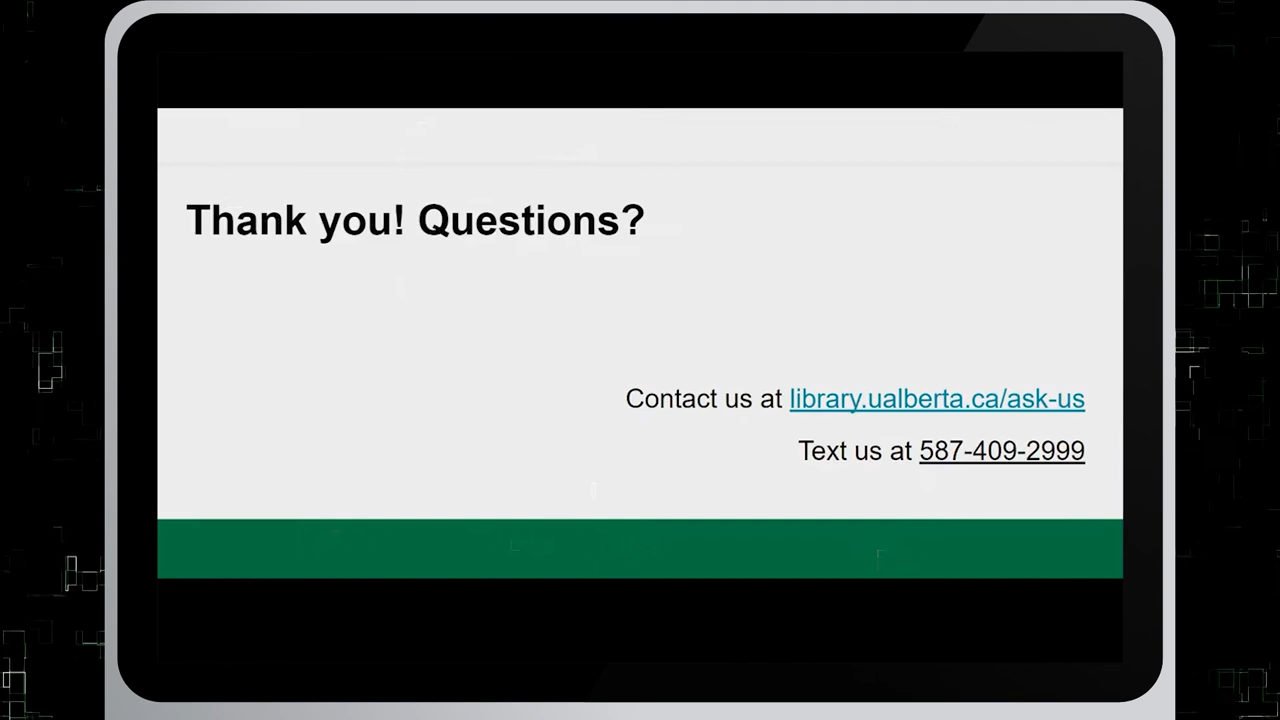 Thank you! Questions?
Contact us at library.ualberta.ca/ask-us
Text us at 587-409-2999